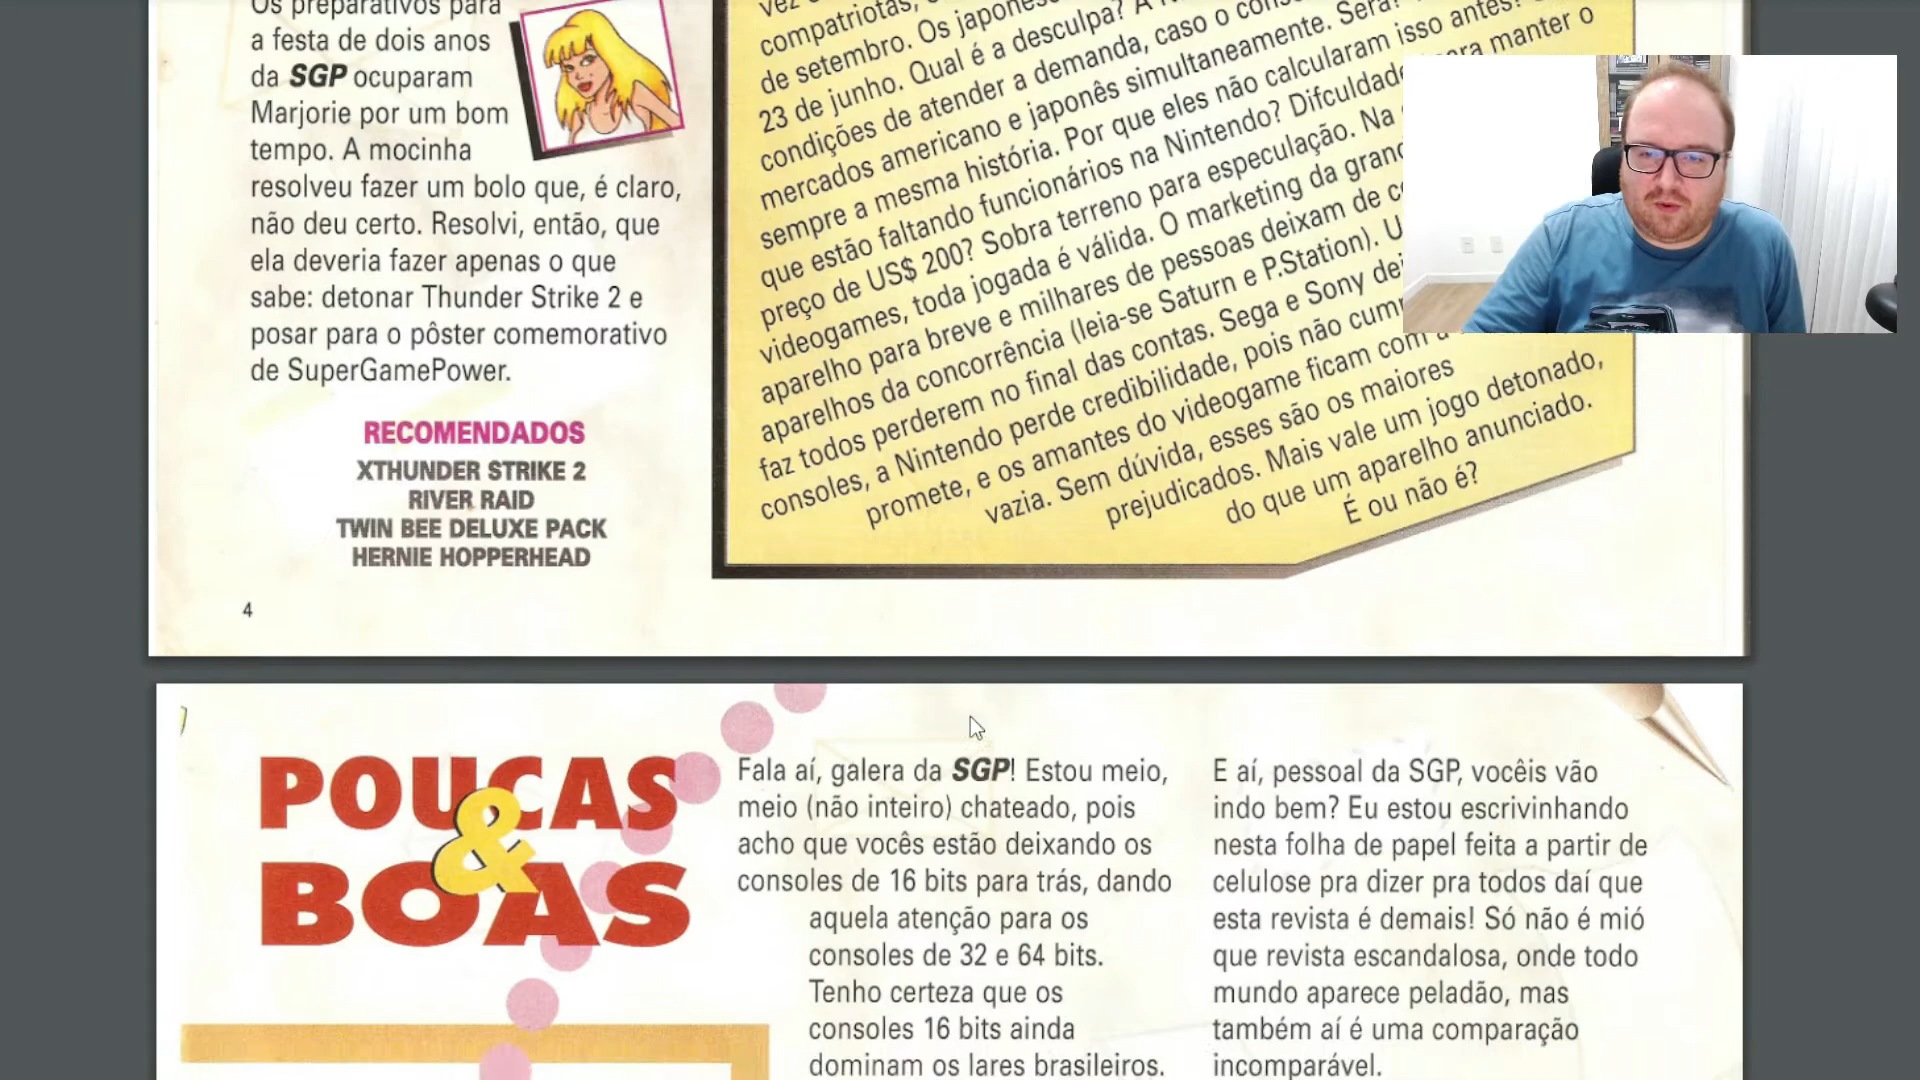 Os preparativos para
a festa de dois anos
da SGP ocuparam
Marjorie por um bom
tempo. A mocinha
resolveu fazer um bolo que, é claro,
não deu certo. Resolvi, então, que
ela deveria fazer apenas o que
sabe: detonar Thunder Strike 2 e
posar para o pôster comemorativo
de SuperGamePower.
RECOMENDADOS
XTHUNDER STRIKE 2
RIVER RAID
TWIN BEE DELUXE PACK
HERNIE HOPPERHEAD
4
vez
compatriotas,
de setembro. Os japoneses
23 de junho. Qual é a desculpa? A
condições de atender a demanda, caso o
mercados americano e japonês simultaneamente. Será?
sempre a mesma história. Por que eles não calcularam isso antes?
que estão faltando funcionários na Nintendo? Difculdade para manter o
preço de US$ 200? Sobra terreno para especulação. Na
videogames, toda jogada é válida. O marketing da
aparelho para breve e milhares de pessoas deixam de
aparelhos da concorrência (leia-se Saturn e P.Station).
faz todos perderem no final das contas. Sega e Sony
consoles, a Nintendo perde credibilidade, pois não
promete, e os amantes do videogame ficam com a
vazia. Sem dúvida, esses são os maiores
prejudicados. Mais vale um jogo detonado,
do que um aparelho anunciado.
É ou não é?
POUCAS
&
BOAS
Fala aí, galera da SGP! Estou meio,
meio (não inteiro) chateado, pois
acho que vocês estão deixando os
consoles de 16 bits para trás, dando
aquela atenção para os
consoles de 32 e 64 bits.
Tenho certeza que os
consoles 16 bits ainda
dominam os lares brasileiros.
E aí, pessoal da SGP, vocêis vão
indo bem? Eu estou escrivinhando
nesta folha de papel feita a partir de
celulose pra dizer pra todos daí que
esta revista é demais! Só não é mió
que revista escandalosa, onde todo
mundo aparece peladão, mas
também aí é uma comparação
incomparável.